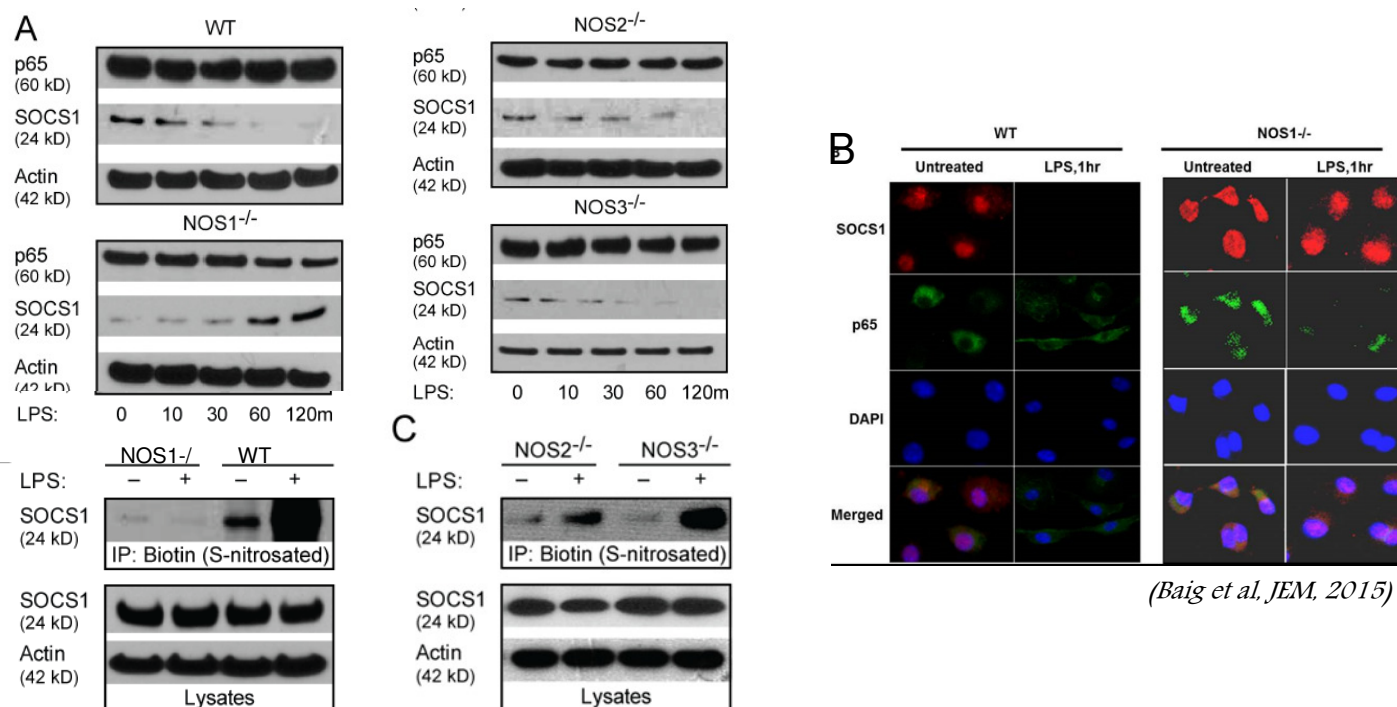 A
WT
p65
(60 kD)
SOCS1
(24 kD)
Actin
(42 kD)
NOS1-/-
p65
(60 kD)
SOCS1
(24 kD)
Actin
(42 kD)
LPS: 0 10 30 60 120m
NOS2-/-
p65
(60 kD)
SOCS1
(24 kD)
Actin
(42 kD)
NOS3-/-
p65
(60 kD)
SOCS1
(24 kD)
Actin
(42 kD)
LPS: 0 10 30 60 120m
NOS1-/ WT
LPS: – + – +
SOCS1
(24 kD)
IP: Biotin (S-nitrosated)
SOCS1
(24 kD)
Actin
(42 kD)
Lysates
C
NOS2-/- NOS3-/-
LPS: – + – +
SOCS1
(24 kD)
IP: Biotin (S-nitrosated)
SOCS1
(24 kD)
Actin
(42 kD)
Lysates
B
WT NOS1-/-
Untreated LPS,1hr Untreated LPS,1hr
SOCS1
p65
DAPI
Merged
(Baig et al, JEM, 2015)